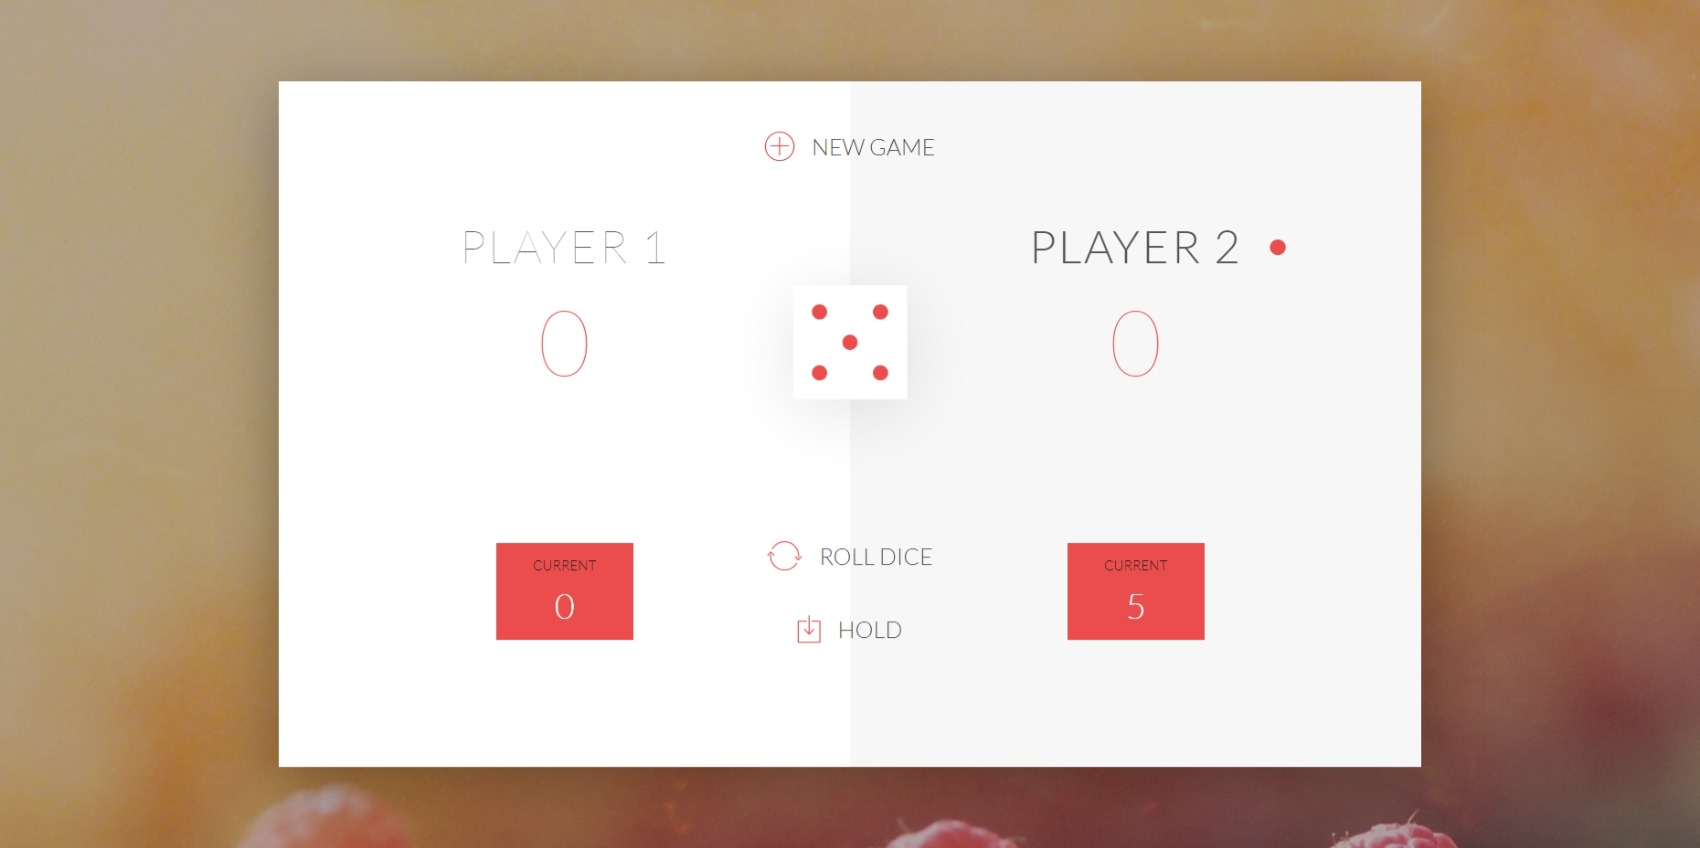 NEW GAME
PLAYER 1
0
PLAYER 2
0
CURRENT
0
ROLL DICE
HOLD
CURRENT
5